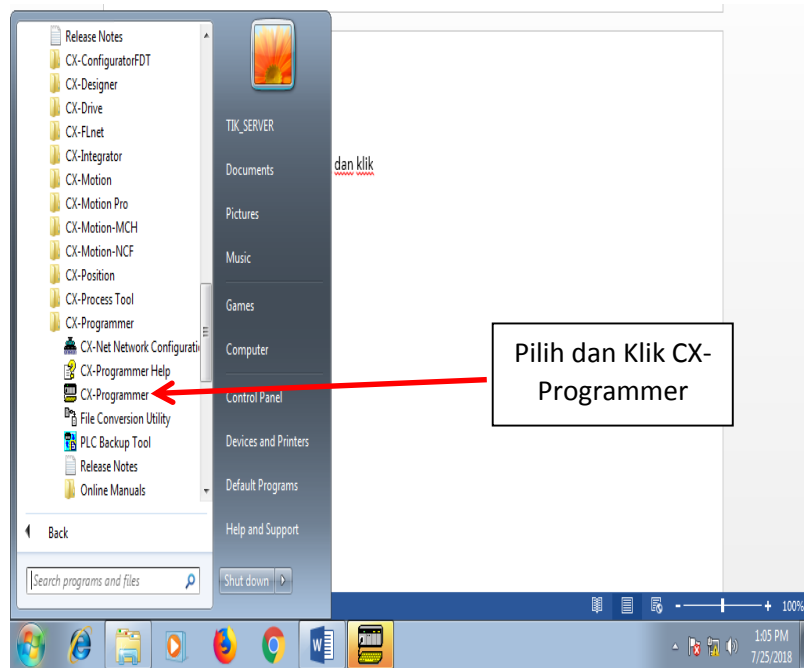 Release Notes
CX-ConfiguratorFDT
CX-Designer
CX-Drive
CX-FLnet
CX-Integrator
CX-Motion
CX-Motion Pro
CX-Motion-MCH
CX-Motion-NCF
CX-Position
CX-Process Tool
CX-Programmer
CX-Net Network Configurati
CX-Programmer Help
CX-Programmer
File Conversion Utility
PLC Backup Tool
Release Notes
Online Manuals
Back
Search programs and files
TIK_SERVER
Documents
Pictures
Music
Games
Computer
Control Panel
Devices and Printers
Default Programs
Help and Support
Shut down
dan klik
Pilih dan Klik CX-
Programmer
100%
1:05 PM
7/25/2018